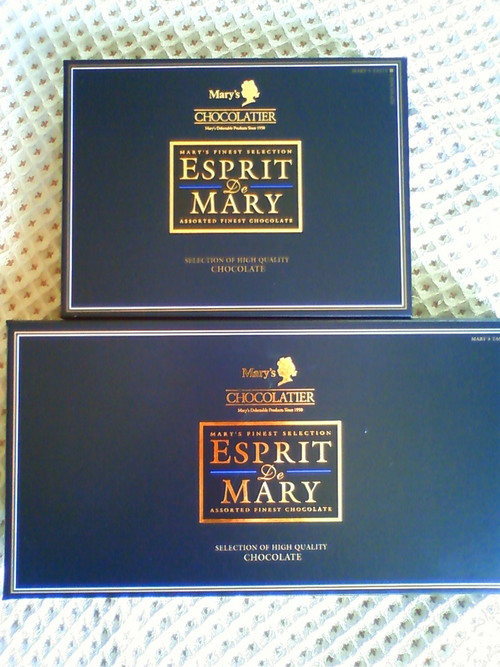 Mary's
CHOCOLATIER
Mary's Delectable Products Since 1950
MARY'S FINEST SELECTION
ESPRIT
De
MARY
ASSORTED FINEST CHOCOLATE
SELECTION OF HIGH QUALITY
CHOCOLATE
MARY'S
Mary's
CHOCOLATIER
Mary's Delectable Products Since 1950
MARY'S FINEST SELECTION
ESPRIT
De
MARY
ASSORTED FINEST CHOCOLATE
SELECTION OF HIGH QUALITY
CHOCOLATE